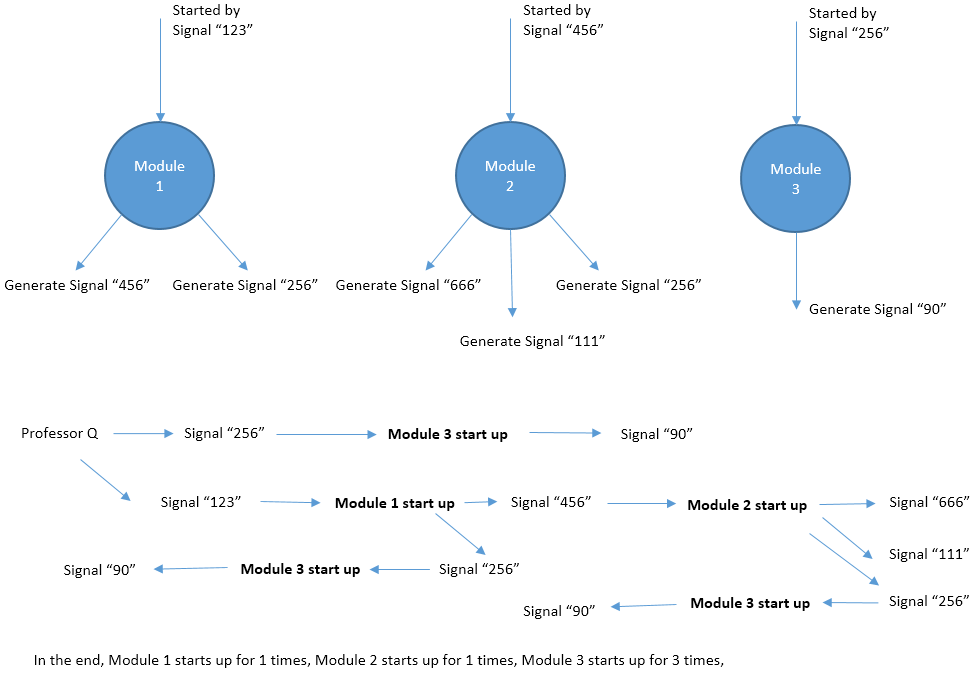 Started by
Signal “123”
Started by
Signal “456”
Started by
Signal “256”
Module
1
Module
2
Module
3
Generate Signal “456”
Generate Signal “256”
Generate Signal “666”
Generate Signal “256”
Generate Signal “111”
Generate Signal “90”
Professor Q
Signal “256”
Module 3 start up
Signal “90”
Signal “123”
Module 1 start up
Signal “456”
Module 2 start up
Signal “666”
Signal “111”
Signal “90”
Module 3 start up
Signal “256”
Signal “90”
Module 3 start up
Signal “256”
In the end, Module 1 starts up for 1 times, Module 2 starts up for 1 times, Module 3 starts up for 3 times,